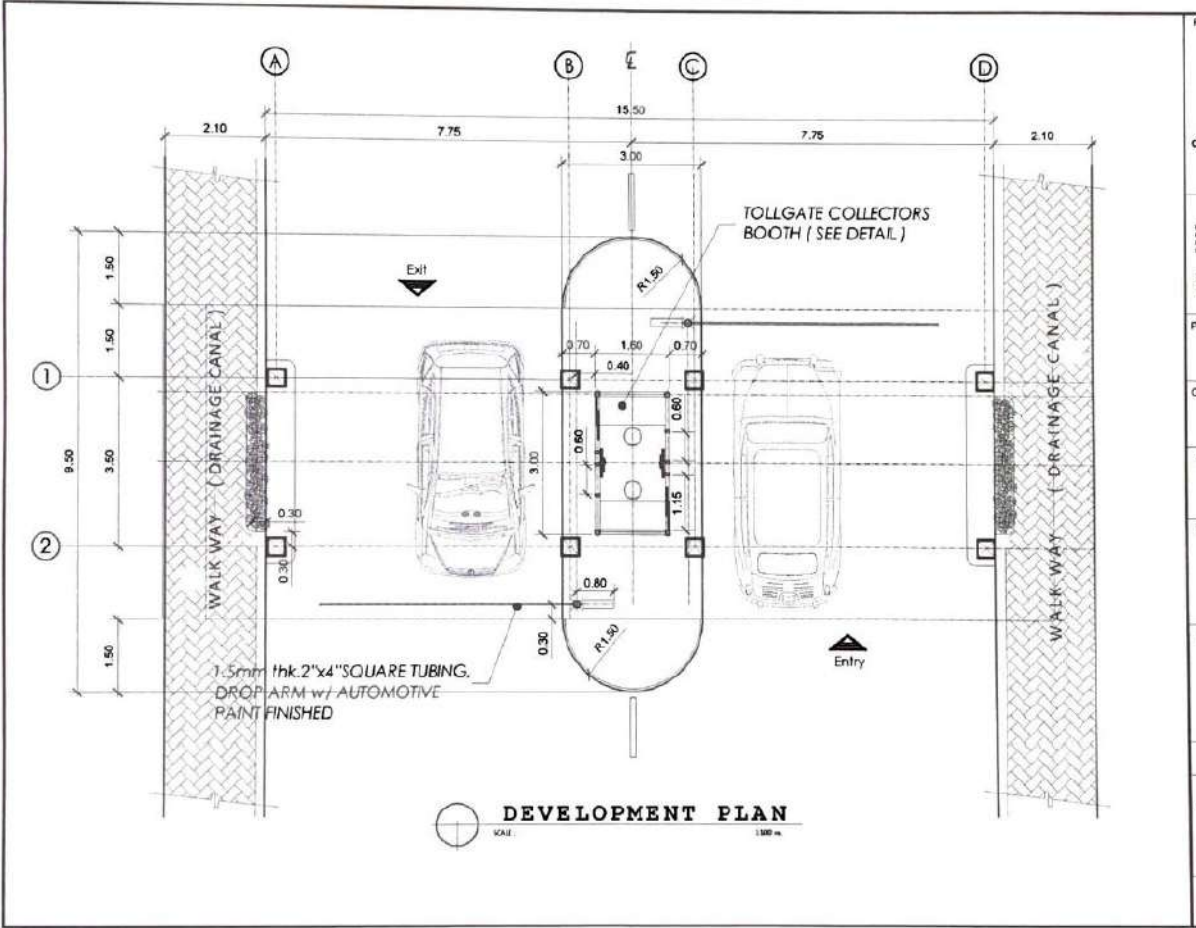 A
B
℄
C
D
15.50
2.10
7.75
7.75
2.10
3.00
TOLLGATE COLLECTORS
BOOTH ( SEE DETAIL )
Exit
R1.50
1.50
1.50
0.70
1.60
0.70
0.40
1
0.60
0.60
3.00
9.50
3.50
1.15
0.30
2
0.30
0.80
0.30
R1.50
1.50
Entry
WALK WAY ( DRAINAGE CANAL )
WALK WAY ( DRAINAGE CANAL )
1.5mm thk.2"x4"SQUARE TUBING.
DROP ARM w/ AUTOMOTIVE
PAINT FINISHED
DEVELOPMENT PLAN
SCALE :